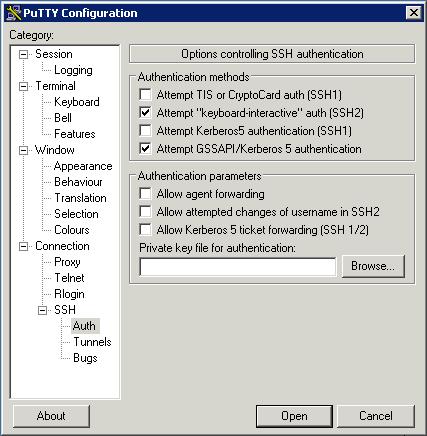 PuTTY Configuration
Category:
Session
Logging
Terminal
Keyboard
Bell
Features
Window
Appearance
Behaviour
Translation
Selection
Colours
Connection
Proxy
Telnet
Rlogin
SSH
Auth
Tunnels
Bugs
Options controlling SSH authentication
Authentication methods
Attempt TIS or CryptoCard auth (SSH1)
Attempt "keyboard-interactive" auth (SSH2)
Attempt Kerberos5 authentication (SSH1)
Attempt GSSAPI/Kerberos 5 authentication
Authentication parameters
Allow agent forwarding
Allow attempted changes of username in SSH2
Allow Kerberos 5 ticket forwarding (SSH 1/2)
Private key file for authentication:
Browse...
About
Open
Cancel